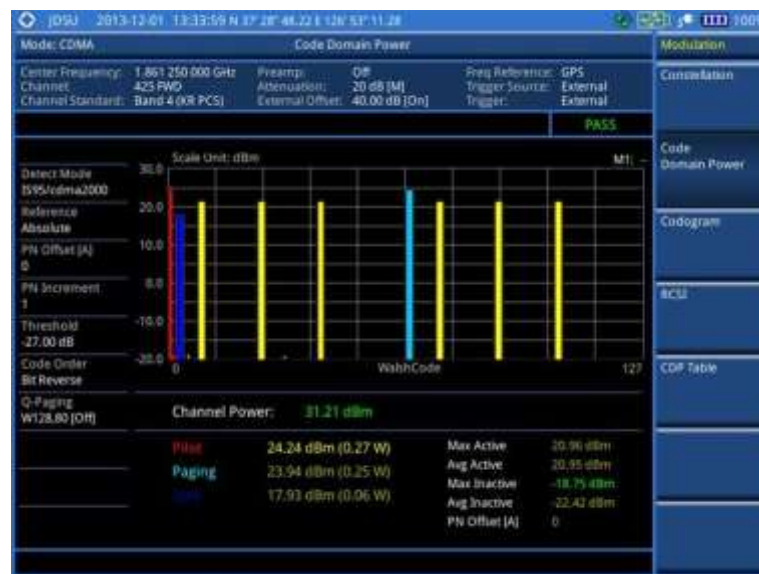 JDSU 2013-12-01 13:33:59 N 37° 28' 48.22 E 126° 53' 11.28 100%
Mode: CDMA Code Domain Power Modulation
Center Frequency: 1.861 250 000 GHz Preamp: Off Freq Reference: GPS
Channel: 425 FWD Attenuation: 20 dB [M] Trigger Source: External
Channel Standard: Band 4 (KR PCS) External Offset: 40.00 dB [On] Trigger: External
Constellation
PASS
Code
Domain Power
Scale Unit: dBm M1: --
Detect Mode
IS95/cdma2000
Reference
Absolute
PN Offset [A]
0
PN Increment
1
Threshold
-27.00 dB
Code Order
Bit Reverse
Q-Paging
W128,80 [Off]
30.0
20.0
10.0
0.0
-10.0
-20.0
0 WalshCode 127
Codogram
RCSI
CDP Table
Channel Power: 31.21 dBm
Pilot 24.24 dBm (0.27 W)
Paging 23.94 dBm (0.25 W)
Sync 17.93 dBm (0.06 W)
Max Active 20.96 dBm
Avg Active 20.95 dBm
Max Inactive -18.75 dBm
Avg Inactive -22.42 dBm
PN Offset [A] 0